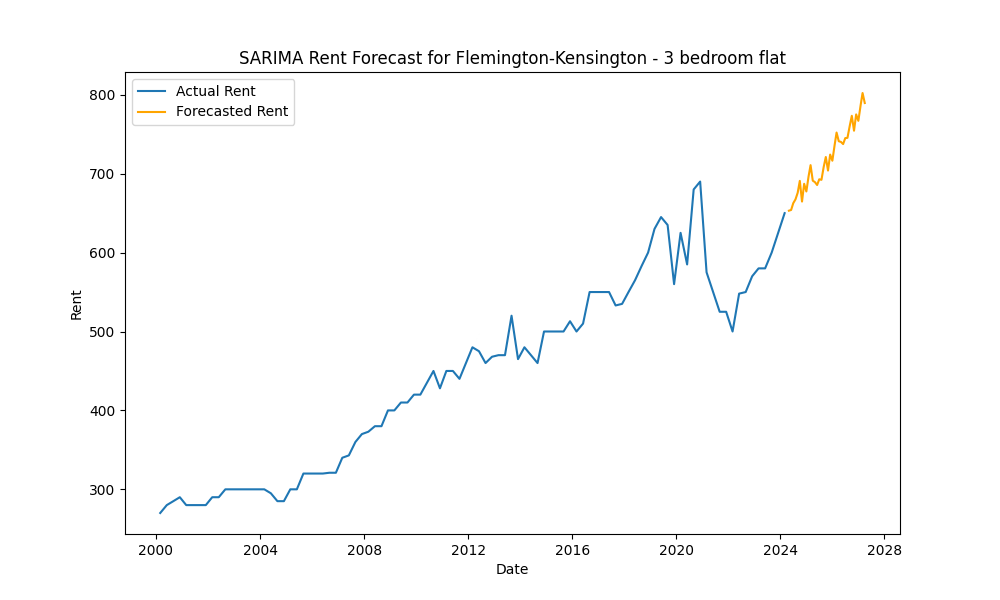 SARIMA Rent Forecast for Flemington-Kensington - 3 bedroom flat
Actual Rent
Forecasted Rent
800
700
600
500
400
300
Rent
2000 2004 2008 2012 2016 2020 2024 2028
Date